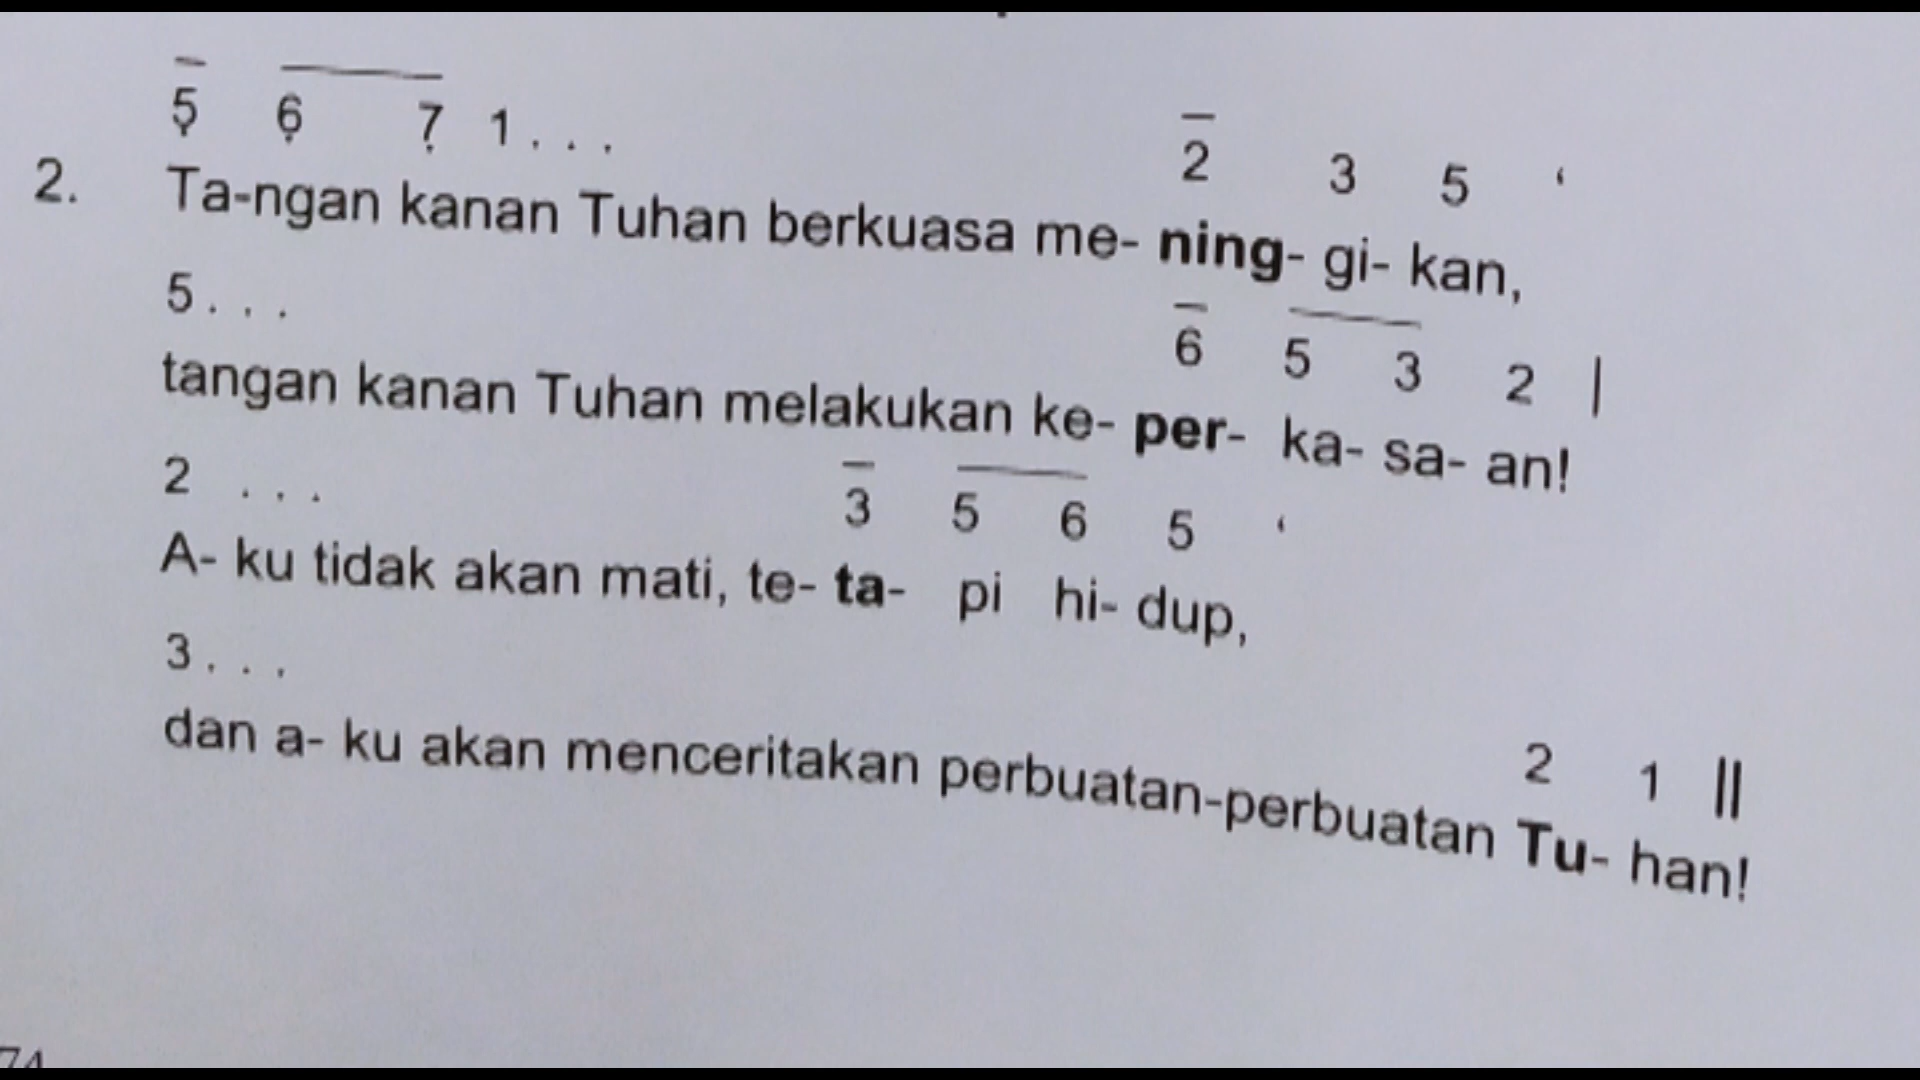 5̣ 6̣ 7̣ 1 . . . 2 3 5 ‘
2. Ta-ngan kanan Tuhan berkuasa me- ning- gi- kan,
5 . . . 6 5 3 2 |
tangan kanan Tuhan melakukan ke- per- ka- sa- an!
2 . . . 3 5 6 5 ‘
A- ku tidak akan mati, te- ta- pi hi- dup,
3 . . . 2 1 ||
dan a- ku akan menceritakan perbuatan-perbuatan Tu- han!
74